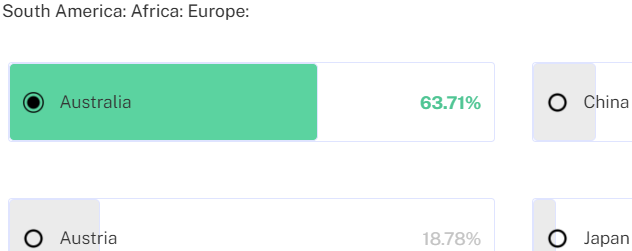 South America: Africa: Europe:
Australia 63.71% China
Austria 18.78% Japan